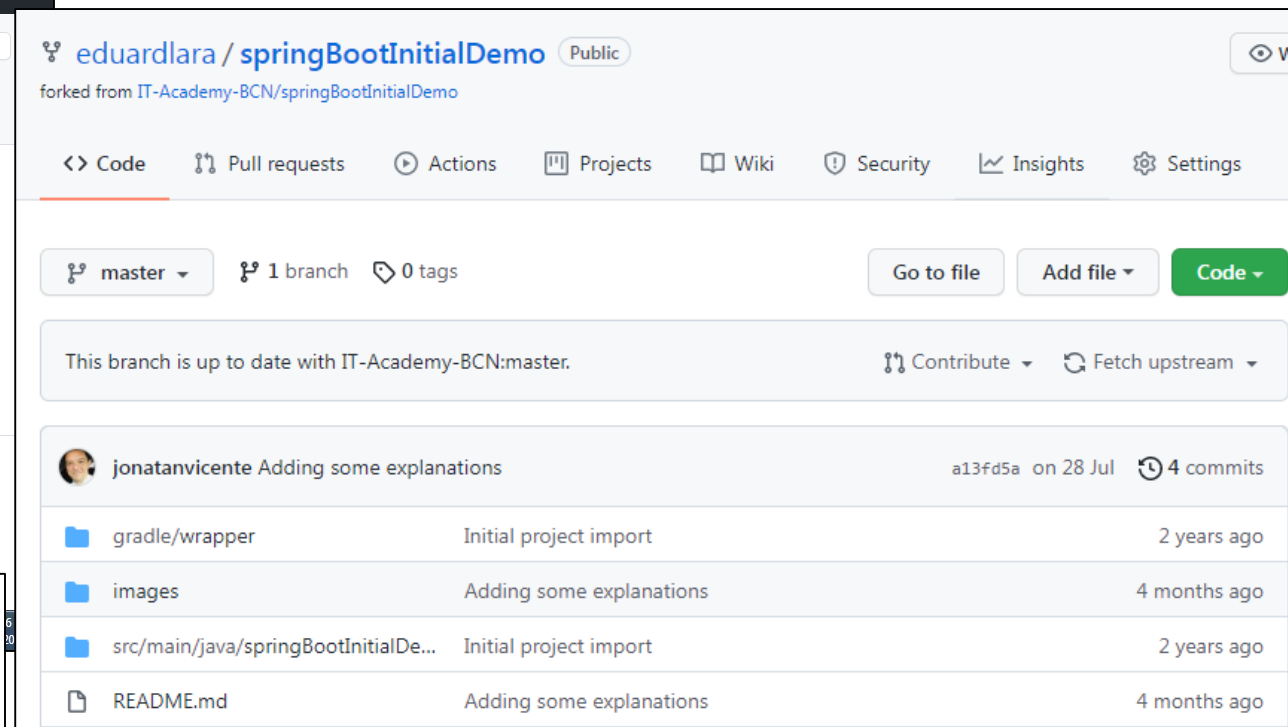 eduardlara / springBootInitialDemo Public
forked from IT-Academy-BCN/springBootInitialDemo
Code Pull requests Actions Projects Wiki Security Insights Settings
master 1 branch 0 tags Go to file Add file Code
This branch is up to date with IT-Academy-BCN:master. Contribute Fetch upstream
jonatanvicente Adding some explanations a13fd5a on 28 Jul 4 commits
gradle/wrapper Initial project import 2 years ago
images Adding some explanations 4 months ago
src/main/java/springBootInitialDe... Initial project import 2 years ago
README.md Adding some explanations 4 months ago